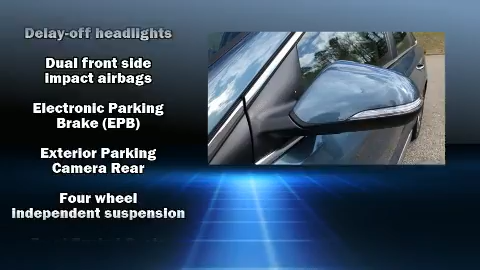 Delay-off headlights
Dual front side
impact airbags
Electronic Parking
Brake (EPB)
Exterior Parking
Camera Rear
Four wheel
independent suspension